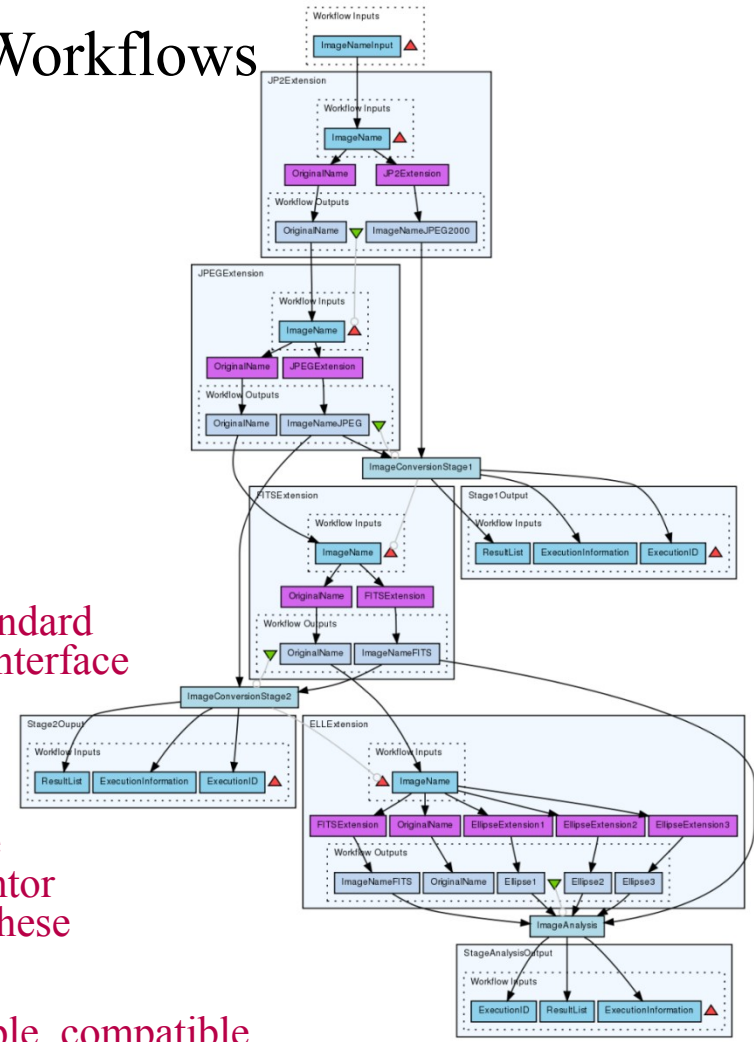 Workflows
Workflow Inputs
ImageNameInput
JP2Extension
Workflow Inputs
ImageName
OriginalName JP2Extension
Workflow Outputs
OriginalName ImageNameJPEG2000
JPEGExtension
Workflow Inputs
ImageName
OriginalName JPEGExtension
Workflow Outputs
OriginalName ImageNameJPEG
ImageConversionStage1
FITSExtension
Workflow Inputs
ImageName
OriginalName FITSExtension
Workflow Outputs
OriginalName ImageNameFITS
Stage1Output
Workflow Inputs
ResultList ExecutionInformation ExecutionID
ndard
nterface
ImageConversionStage2
Stage2Ouput
Workflow Inputs
ResultList ExecutionInformation ExecutionID
ELLExtension
Workflow Inputs
ImageName
FITSExtension OriginalName EllipseExtension1 EllipseExtension2 EllipseExtension3
Workflow Outputs
ImageNameFITS OriginalName Ellipse1 Ellipse2 Ellipse3
ntor
hese
ImageAnalysis
StageAnalysisOutput
Workflow Inputs
ExecutionID ResultList ExecutionInformation
ble, compatible